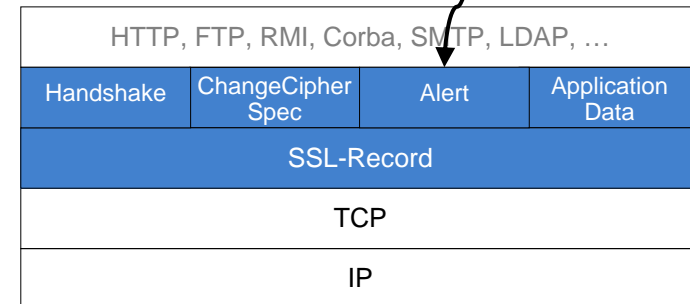 HTTP, FTP, RMI, Corba, SMTP, LDAP, …
Handshake
ChangeCipher
Spec
Alert
Application
Data
SSL-Record
TCP
IP